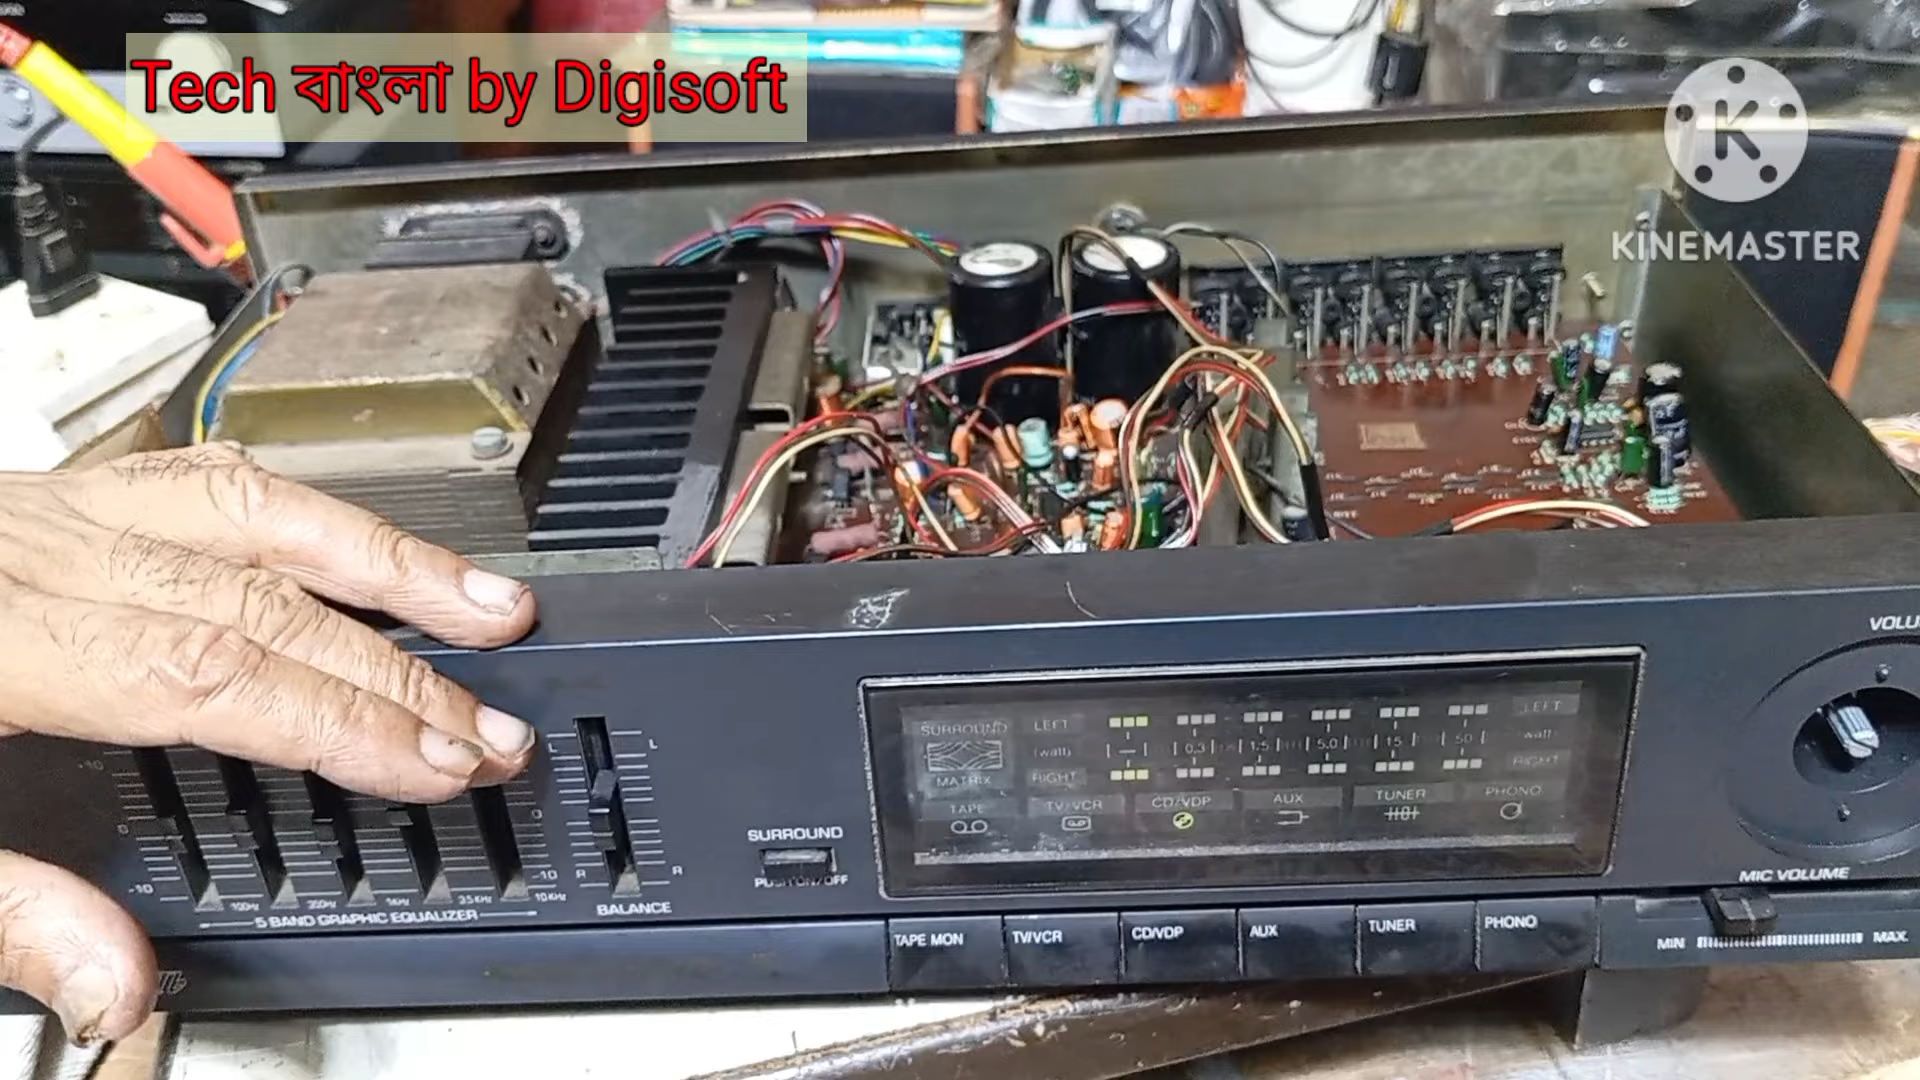 Tech বাংলা by Digisoft
KINEMASTER
SURROUND
MATRIX
LEFT
(watt)
RIGHT
0.3
1.5
5.0
15
50
LEFT
watt
RIGHT
TAPE
TV/VCR
CD/VDP
AUX
TUNER
PHONO
-10
0
-10
0
-10
100Hz
350Hz
1KHz
3.5KHz
10KHz
5 BAND GRAPHIC EQUALIZER
L
L
R
R
BALANCE
SURROUND
PUSH ON/OFF
TAPE MON
TV/VCR
CD/VDP
AUX
TUNER
PHONO
MIC VOLUME
MIN
MAX.